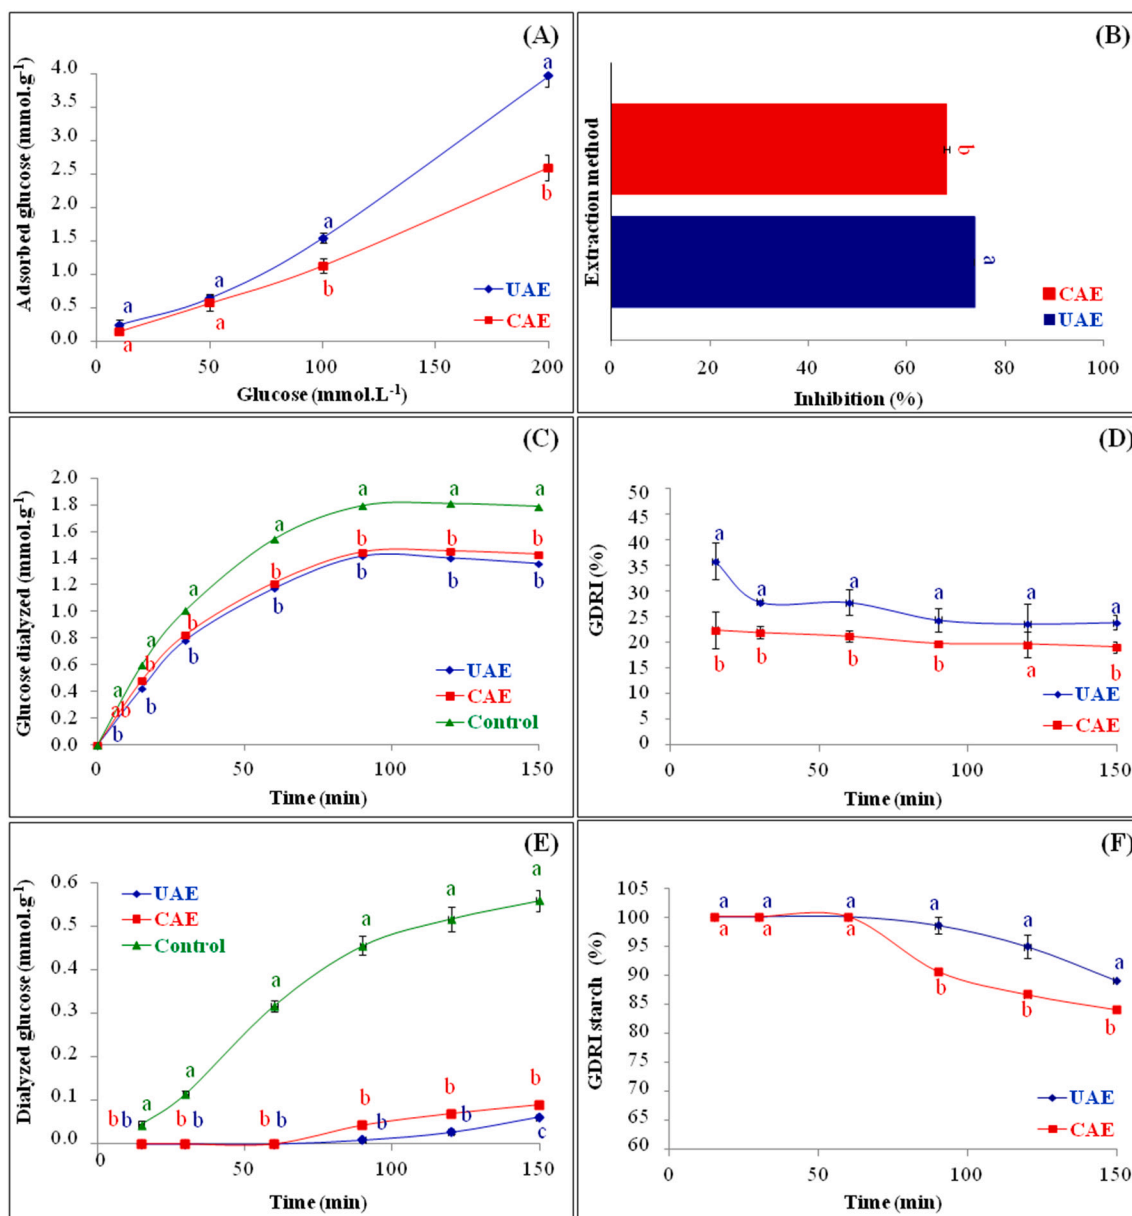 (A)
Adsorbed glucose (mmol.g-1)
4.0
3.5
3.0
2.5
2.0
1.5
1.0
0.5
0.0
a
a
a
a
b
b
a
a
UAE
CAE
0 50 100 150 200
Glucose (mmol.L-1)
(B)
Extraction method
b
a
CAE
UAE
0 20 40 60 80 100
Inhibition (%)
(C)
Glucose dialyzed (mmol.g-1)
2.0
1.8
1.6
1.4
1.2
1.0
0.8
0.6
0.4
0.2
0.0
a a a
a
a
a
a
b b b
b
b
b
ab
b b b
b
b
b
b
UAE
CAE
Control
0 50 100 150
Time (min)
(D)
GDRI (%)
50
45
40
35
30
25
20
15
10
5
0
a
a a a a a
b b b b a b
UAE
CAE
0 50 100 150
Time (min)
(E)
Dialyzed glucose (mmol.g-1)
0.6
0.5
0.4
0.3
0.2
0.1
0.0
UAE
CAE
Control
a
a
a
a
a
a
b b b
b b b b b b
b b
c
0 50 100 150
Time (min)
(F)
GDRI starch (%)
105
100
95
90
85
80
75
70
65
60
a a a a a
a
a a a
b
b b
UAE
CAE
0 50 100 150
Time (min)